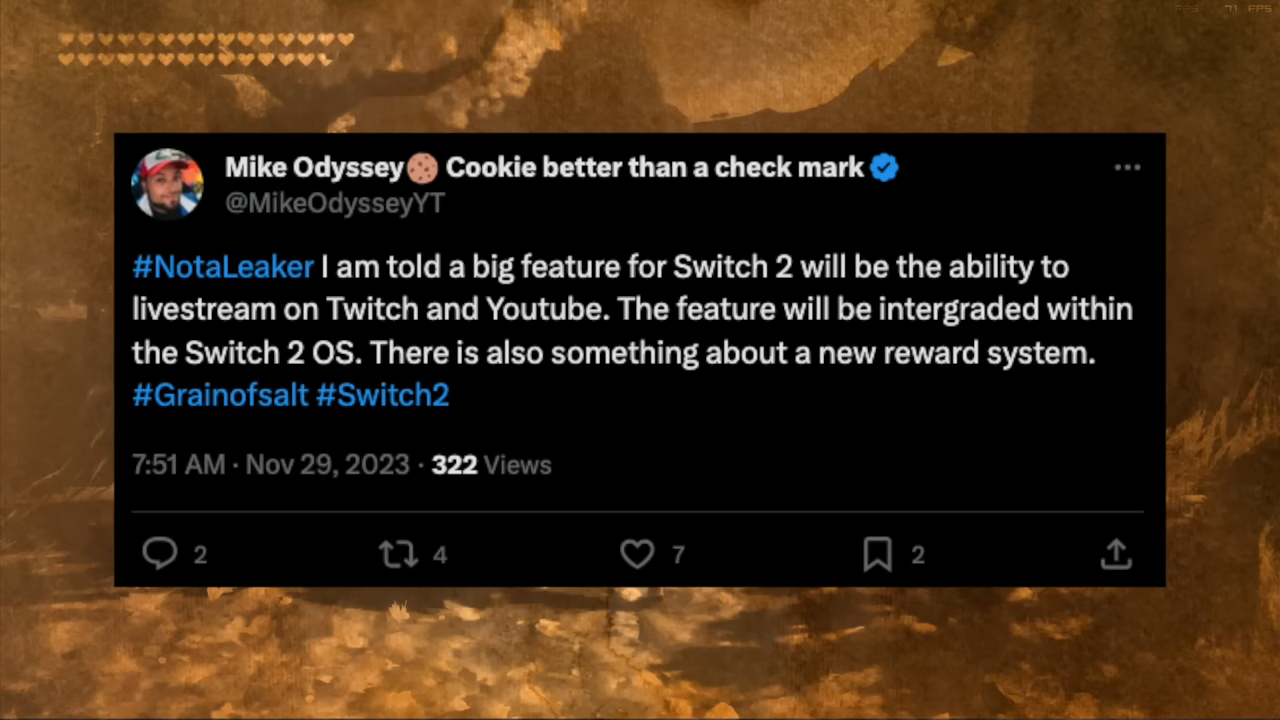 FPS 71 FPS
Mike Odyssey🍪 Cookie better than a check mark
@MikeOdysseyYT
#NotaLeaker I am told a big feature for Switch 2 will be the ability to
livestream on Twitch and Youtube. The feature will be intergraded within
the Switch 2 OS. There is also something about a new reward system.
#Grainofsalt #Switch2
7:51 AM · Nov 29, 2023 · 322 Views
2 4 7 2